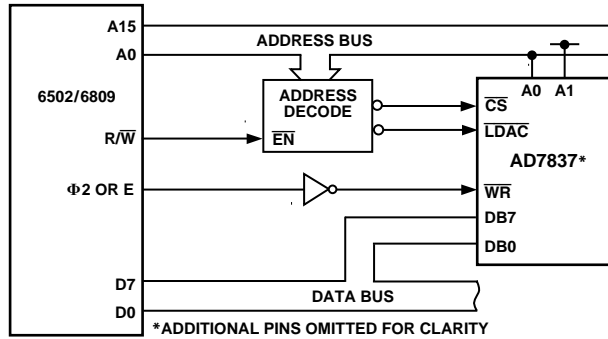 A15
ADDRESS BUS
A0
6502/6809
ADDRESS
DECODE
A0 A1
CS
R/W
EN
LDAC
AD7837*
Φ2 OR E
WR
DB7
DB0
D7
DATA BUS
D0
*ADDITIONAL PINS OMITTED FOR CLARITY